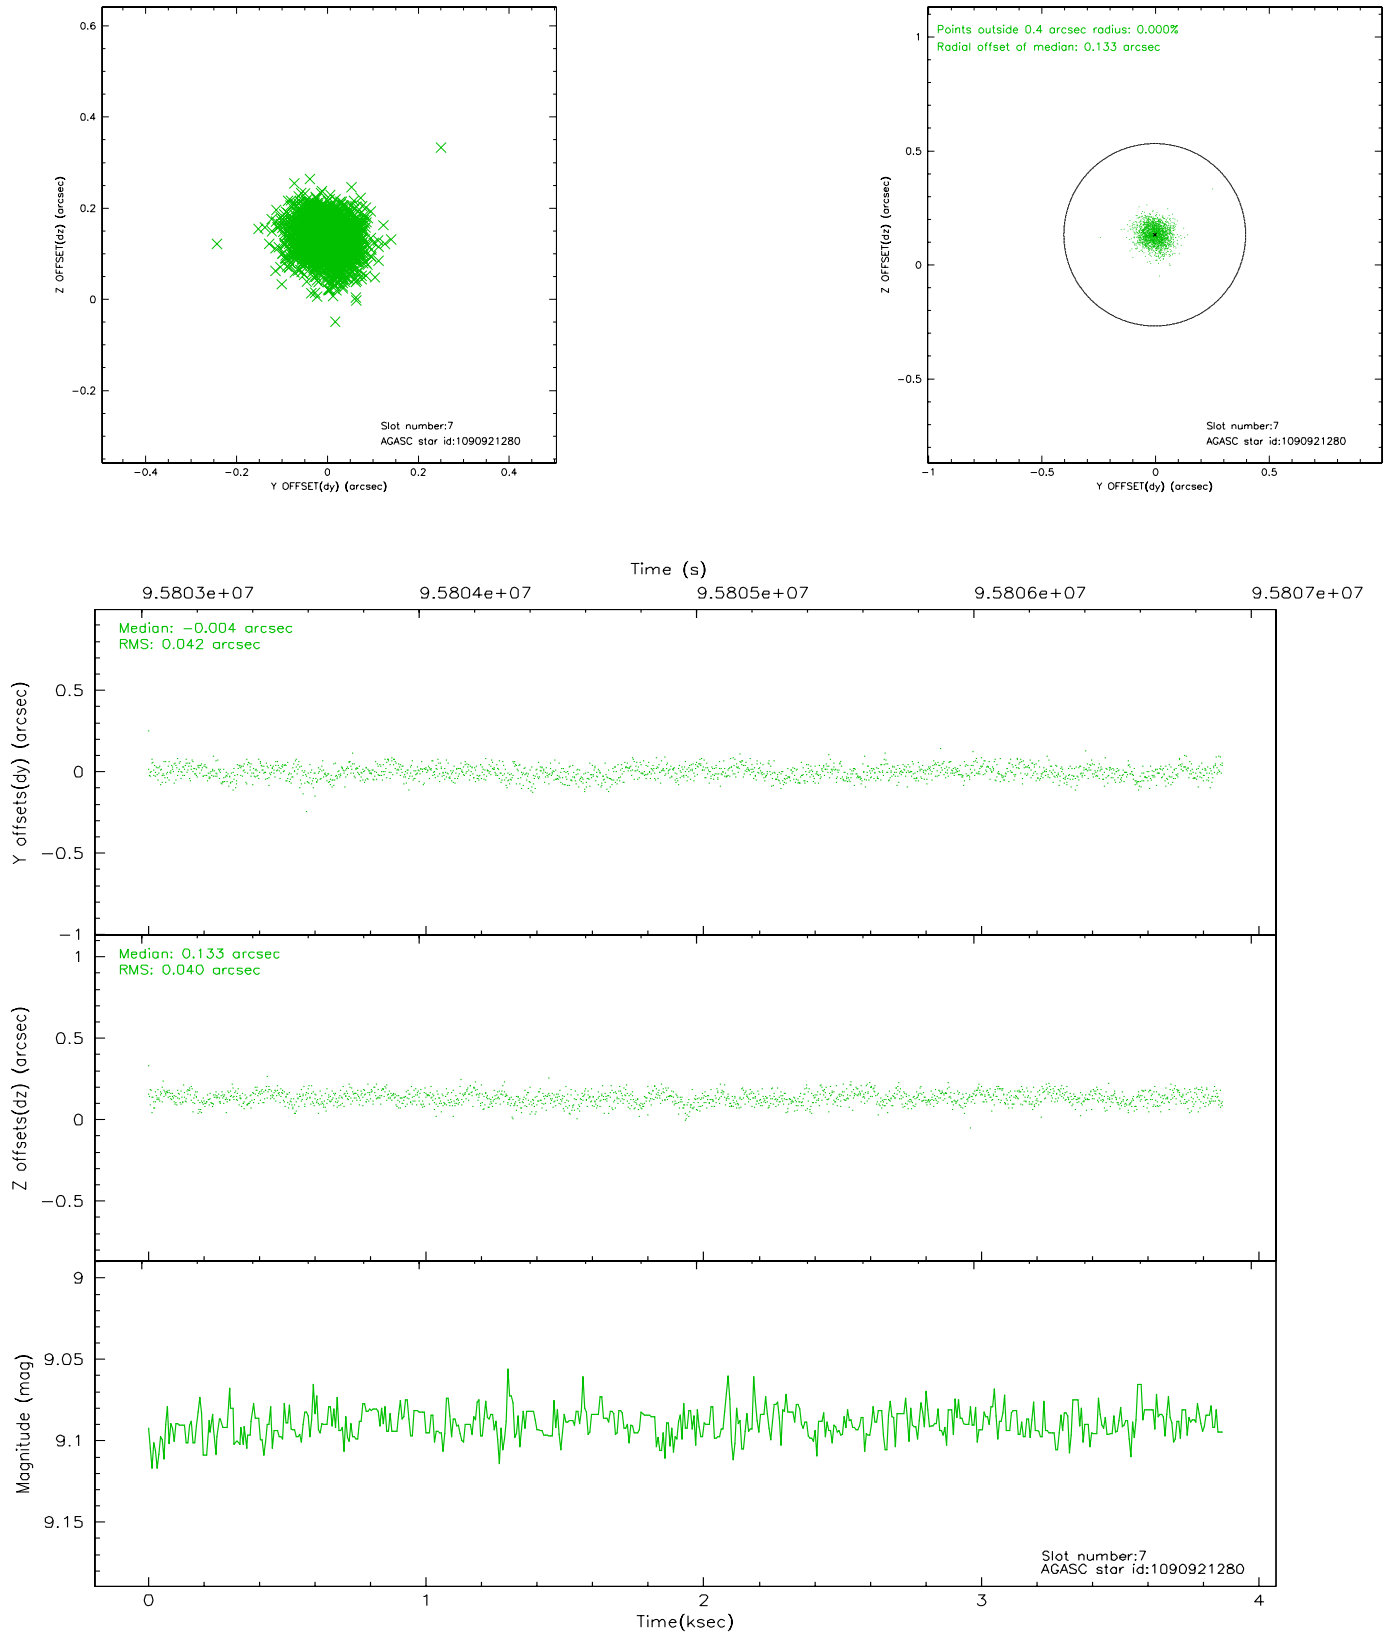 0.6
0.4
0.2
0
−0.2
Z OFFSET(dz) (arcsec)
−0.4 −0.2 0 0.2 0.4
Y OFFSET(dy) (arcsec)
Slot number:7
AGASC star id:1090921280
Points outside 0.4 arcsec radius: 0.000%
Radial offset of median: 0.133 arcsec
1
0.5
0
−0.5
Z OFFSET(dz) (arcsec)
−1 −0.5 0 0.5
Y OFFSET(dy) (arcsec)
Slot number:7
AGASC star id:1090921280
Time (s)
9.5803e+07 9.5804e+07 9.5805e+07 9.5806e+07 9.5807e+07
Median: −0.004 arcsec
RMS: 0.042 arcsec
0.5
0
−0.5
−1
Y offsets(dy) (arcsec)
Median: 0.133 arcsec
RMS: 0.040 arcsec
1
0.5
0
−0.5
Z offsets(dz) (arcsec)
9
9.05
9.1
9.15
Magnitude (mag)
Slot number:7
AGASC star id:1090921280
0 1 2 3 4
Time(ksec)